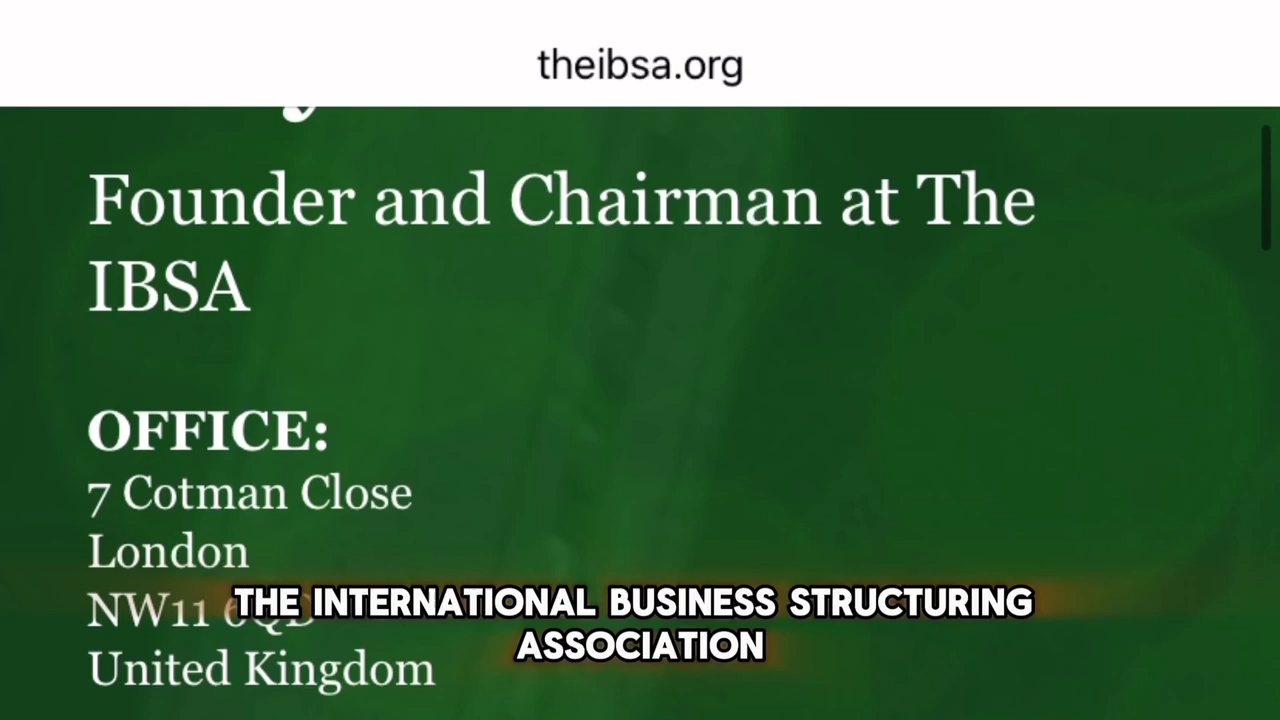 theibsa.org
Founder and Chairman at The
IBSA
OFFICE:
7 Cotman Close
London
NW11
THE INTERNATIONAL BUSINESS STRUCTURING
ASSOCIATION
United Kingdom